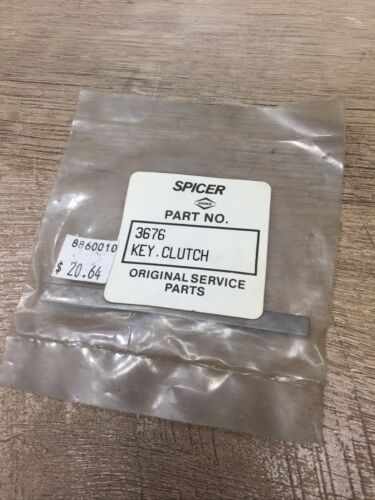 SPICER
DANA
PART NO.
3676
KEY.CLUTCH
ORIGINAL SERVICE
PARTS
8860010
$ 20.64